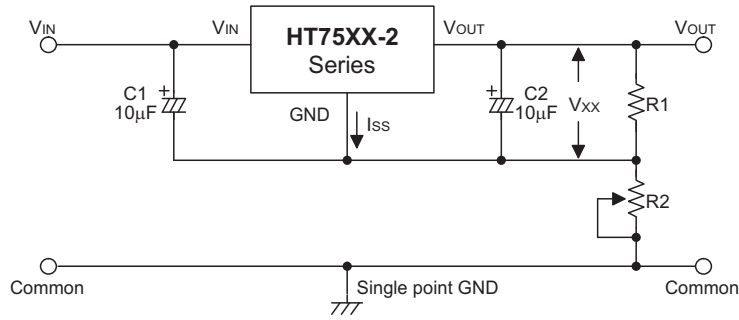 VIN
VIN
HT75XX-2
Series
VOUT
VOUT
C1
10μF
GND
ISS
C2
10μF
VXX
R1
R2
Common
Single point GND
Common